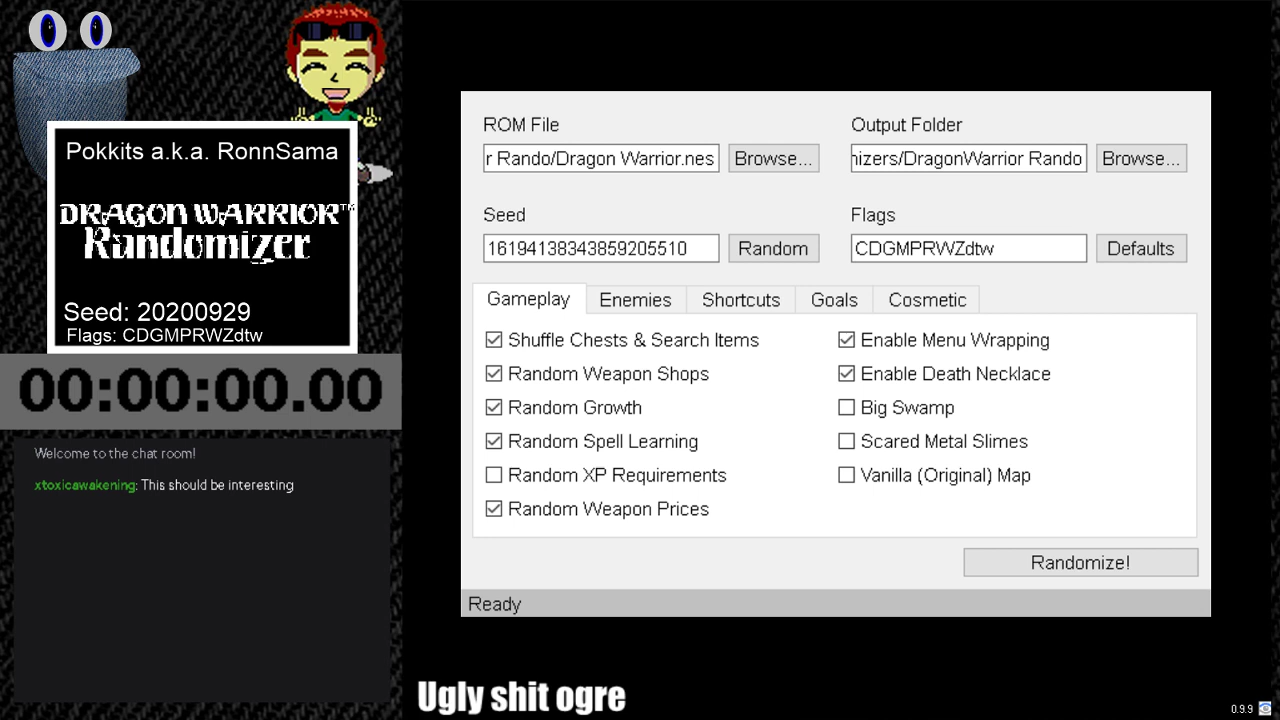 Pokkits a.k.a. RonnSama
DRAGON WARRIOR™
Randomizer
Seed: 20200929
Flags: CDGMPRWZdtw
00:00:00.00
Welcome to the chat room!
xtoxicawakening: This should be interesting
ROM File
Output Folder
r Rando/Dragon Warrior.nes
Browse...
nizers/DragonWarrior Rando
Browse...
Seed
Flags
16194138343859205510
Random
CDGMPRWZdtw
Defaults
Gameplay
Enemies
Shortcuts
Goals
Cosmetic
Shuffle Chests & Search Items
Enable Menu Wrapping
Random Weapon Shops
Enable Death Necklace
Random Growth
Big Swamp
Random Spell Learning
Scared Metal Slimes
Random XP Requirements
Vanilla (Original) Map
Random Weapon Prices
Randomize!
Ready
Ugly shit ogre
0.9.9